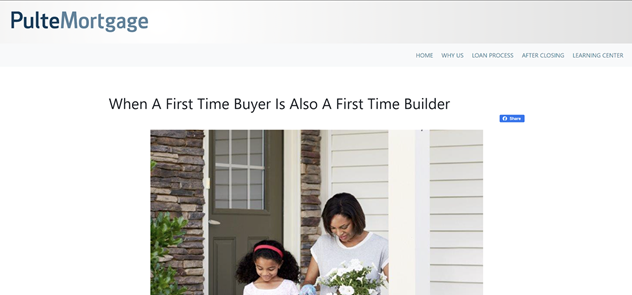 PulteMortgage
HOME WHY US LOAN PROCESS AFTER CLOSING LEARNING CENTER
When A First Time Buyer Is Also A First Time Builder
Share